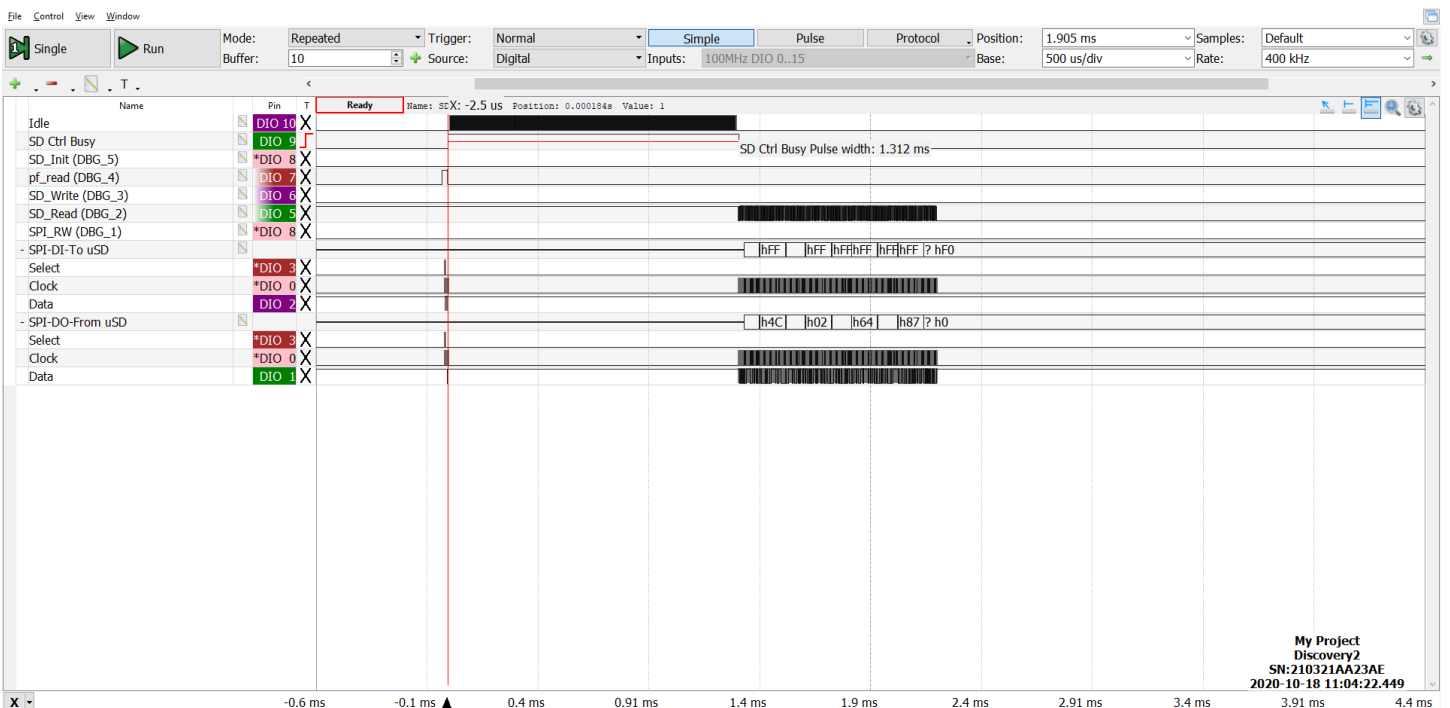 File Control View Window
Single Run Mode: Repeated Trigger: Normal Simple Pulse Protocol Position: 1.905 ms Samples: Default
Buffer: 10 Source: Digital Inputs: 100MHz DIO 0..15 Base: 500 us/div Rate: 400 kHz
T
Name Pin T Ready Name: SD X: -2.5 us Position: 0.000184s Value: 1
Idle DIO 10 X
SD Ctrl Busy DIO 9
SD Ctrl Busy Pulse width: 1.312 ms
SD_Init (DBG_5) *DIO 8 X
pf_read (DBG_4) DIO 7 X
SD_Write (DBG_3) DIO 6 X
SD_Read (DBG_2) DIO 5 X
SPI_RW (DBG_1) *DIO 8 X
- SPI-DI-To uSD hFF hFF hFF hFF hFF hFF ? hF0
Select *DIO 3 X
Clock *DIO 0 X
Data DIO 2 X
- SPI-DO-From uSD h4C h02 h64 h87 ? h0
Select *DIO 3 X
Clock *DIO 0 X
Data DIO 1 X
My Project
Discovery2
SN:210321AA23AE
2020-10-18 11:04:22.449
X -0.6 ms -0.1 ms 0.4 ms 0.91 ms 1.4 ms 1.9 ms 2.4 ms 2.91 ms 3.4 ms 3.91 ms 4.4 ms